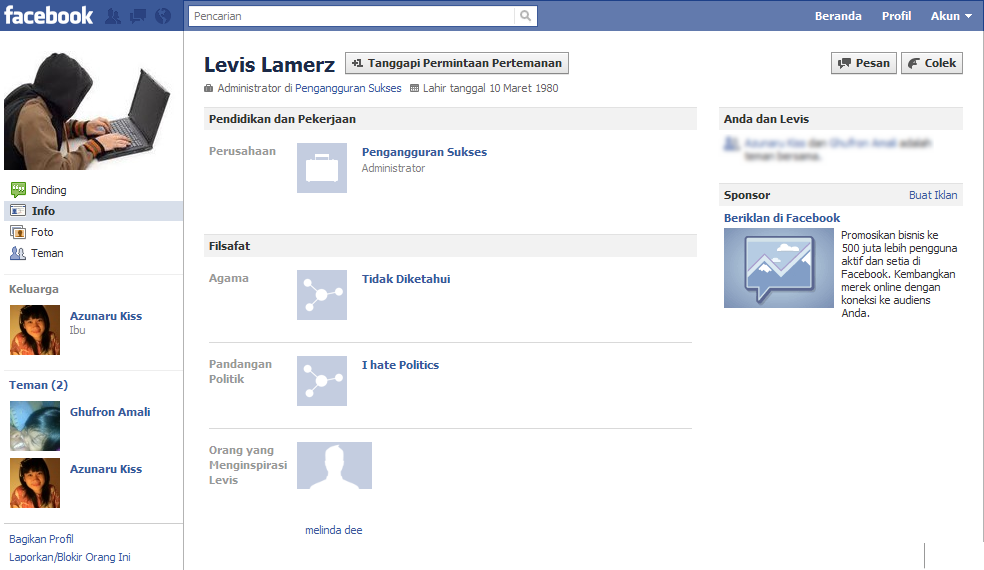 facebook
Pencarian
Beranda Profil Akun
Levis Lamerz
+1 Tanggapi Permintaan Pertemanan
Pesan
Colek
Administrator di Pengangguran Sukses Lahir tanggal 10 Maret 1980
Dinding
Info
Foto
Teman
Keluarga
Azunaru Kiss
Ibu
Teman (2)
Ghufron Amali
Azunaru Kiss
Bagikan Profil
Laporkan/Blokir Orang Ini
Pendidikan dan Pekerjaan
Perusahaan
Pengangguran Sukses
Administrator
Filsafat
Agama
Tidak Diketahui
Pandangan
Politik
I hate Politics
Orang yang
Menginspirasi
Levis
melinda dee
Anda dan Levis
Azunaru Kiss dan Ghufron Amali adalah
teman bersama.
Sponsor
Buat Iklan
Beriklan di Facebook
Promosikan bisnis ke
500 juta lebih pengguna
aktif dan setia di
Facebook. Kembangkan
merek online dengan
koneksi ke audiens
Anda.